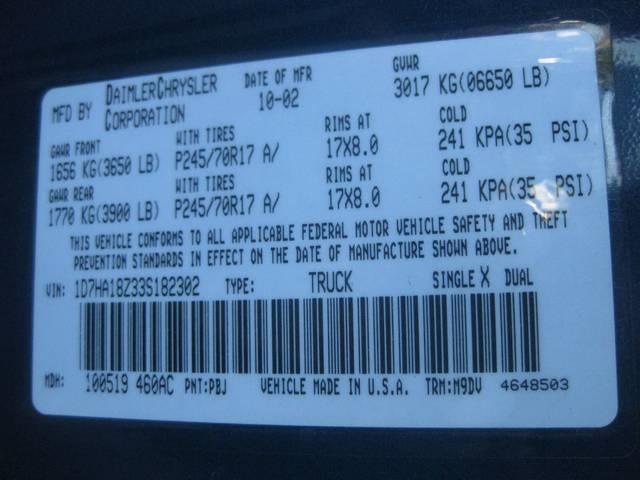 MFD BY DAIMLERCHRYSLER CORPORATION DATE OF MFR 10-02 GVWR 3017 KG(06650 LB)
GAWR FRONT WITH TIRES RIMS AT COLD
1656 KG(3650 LB) P245/70R17 A/ 17X8.0 241 KPA(35 PSI)
GAWR REAR WITH TIRES RIMS AT COLD
1770 KG(3900 LB) P245/70R17 A/ 17X8.0 241 KPA(35 PSI)
THIS VEHICLE CONFORMS TO ALL APPLICABLE FEDERAL MOTOR VEHICLE SAFETY AND THEFT
PREVENTION STANDARDS IN EFFECT ON THE DATE OF MANUFACTURE SHOWN ABOVE.
VIN: 1D7HA18Z33S182302 TYPE: TRUCK SINGLE X DUAL
MDH: 100519 460AC PNT:PBJ VEHICLE MADE IN U.S.A. TRM:M9DV 4648503